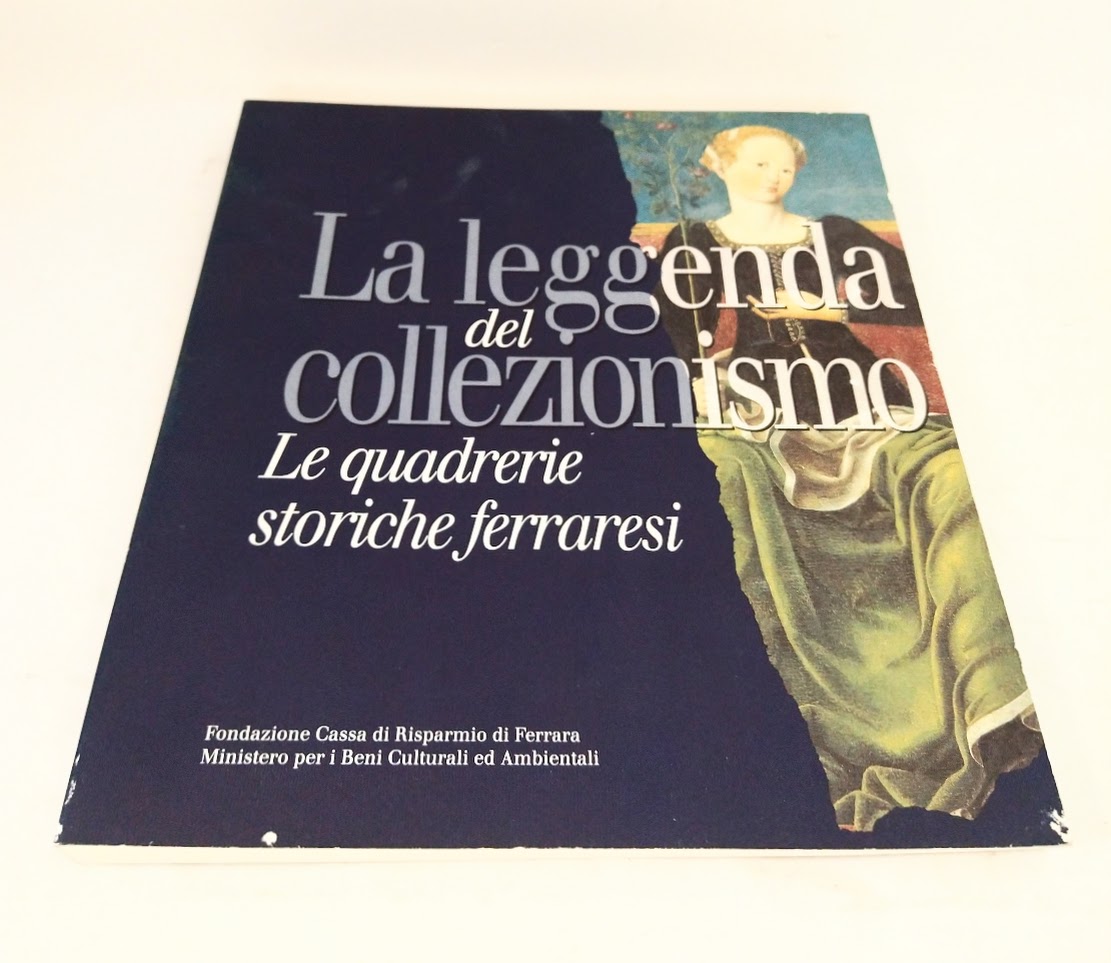 La leggenda
del
collezionismo
Le quadrerie
storiche ferraresi
Fondazione Cassa di Risparmio di Ferrara
Ministero per i Beni Culturali ed Ambientali